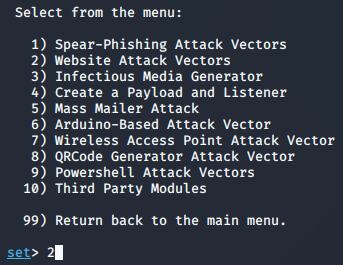 Select from the menu:
1) Spear-Phishing Attack Vectors
2) Website Attack Vectors
3) Infectious Media Generator
4) Create a Payload and Listener
5) Mass Mailer Attack
6) Arduino-Based Attack Vector
7) Wireless Access Point Attack Vector
8) QRCode Generator Attack Vector
9) Powershell Attack Vectors
10) Third Party Modules
99) Return back to the main menu.
set> 2